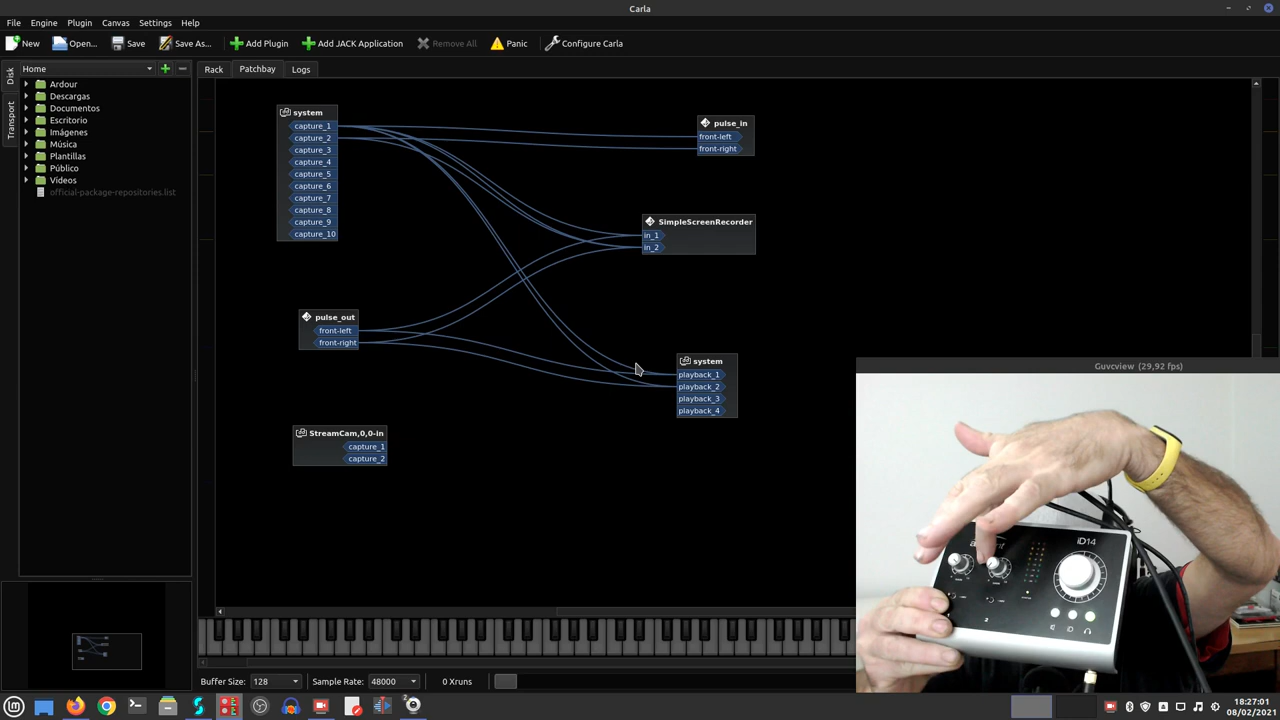 Carla
File Engine Plugin Canvas Settings Help
New Open... Save Save As... Add Plugin Add JACK Application Remove All Panic Configure Carla
Disk
Transport
Home
Ardour
Descargas
Documentos
Escritorio
Imágenes
Música
Plantillas
Público
Vídeos
official-package-repositories.list
Rack Patchbay Logs
system
capture_1
capture_2
capture_3
capture_4
capture_5
capture_6
capture_7
capture_8
capture_9
capture_10
pulse_in
front-left
front-right
SimpleScreenRecorder
in_1
in_2
pulse_out
front-left
front-right
system
playback_1
playback_2
playback_3
playback_4
StreamCam,0,0-in
capture_1
capture_2
Guvcview (29,92 fps)
iD14
2
Buffer Size: 128 Sample Rate: 48000 0 Xruns
18:27:01
08/02/2021